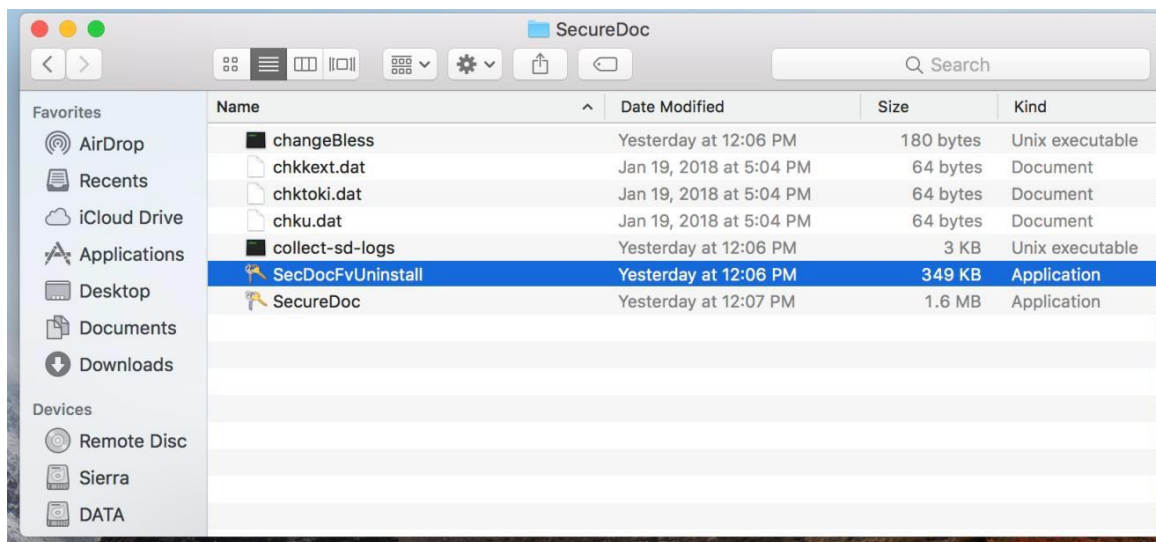 SecureDoc
Search
Favorites
AirDrop
Recents
iCloud Drive
Applications
Desktop
Documents
Downloads
Devices
Remote Disc
Sierra
DATA
Name Date Modified Size Kind
changeBless Yesterday at 12:06 PM 180 bytes Unix executable
chkkext.dat Jan 19, 2018 at 5:04 PM 64 bytes Document
chktoki.dat Jan 19, 2018 at 5:04 PM 64 bytes Document
chku.dat Jan 19, 2018 at 5:04 PM 64 bytes Document
collect-sd-logs Yesterday at 12:06 PM 3 KB Unix executable
SecDocFvUninstall Yesterday at 12:06 PM 349 KB Application
SecureDoc Yesterday at 12:07 PM 1.6 MB Application